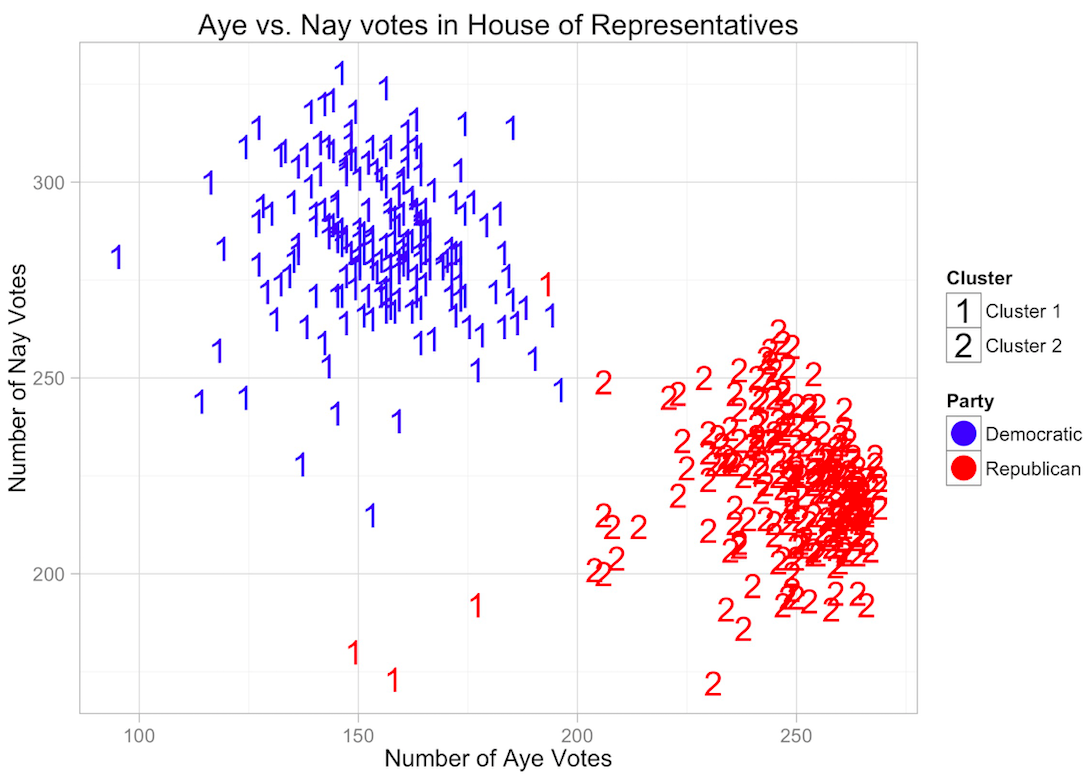 Aye vs. Nay votes in House of Representatives
Number of Nay Votes
300
250
200
100
150
200
250
Number of Aye Votes
Cluster
1 Cluster 1
2 Cluster 2
Party
Democratic
Republican